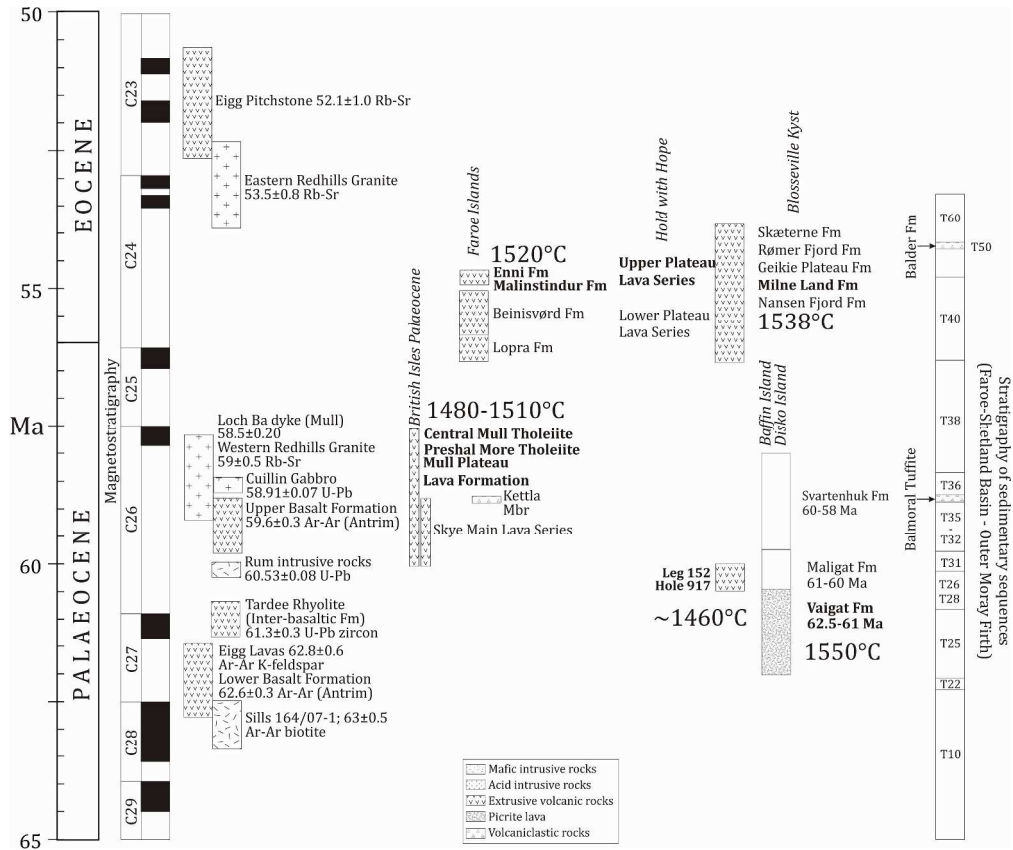 50
55
Ma
60
65
EOCENE
PALAEOCENE
Magnetostratigraphy
C23
C24
C25
C26
C27
C28
C29
Eigg Pitchstone 52.1±1.0 Rb-Sr
Eastern Redhills Granite
53.5±0.8 Rb-Sr
Loch Ba dyke (Mull)
58.5±0.20
Western Redhills Granite
59±0.5 Rb-Sr
Cuillin Gabbro
58.91±0.07 U-Pb
Upper Basalt Formation
59.6±0.3 Ar-Ar (Antrim)
Rum intrusive rocks
60.53±0.08 U-Pb
Tardee Rhyolite
(Inter-basaltic Fm)
61.3±0.3 U-Pb zircon
Eigg Lavas 62.8±0.6
Ar-Ar K-feldspar
Lower Basalt Formation
62.6±0.3 Ar-Ar (Antrim)
Sills 164/07-1; 63±0.5
Ar-Ar biotite
British Isles Palaeocene
1480-1510°C
Central Mull Tholeiite
Preshal More Tholeiite
Mull Plateau
Lava Formation
Kettla
Mbr
Skye Main Lava Series
Faroe Islands
1520°C
Enni Fm
Malinstindur Fm
Beinisvørd Fm
Lopra Fm
Hold with Hope
Upper Plateau
Lava Series
Lower Plateau
Lava Series
Blosseville Kyst
Skæterne Fm
Rømer Fjord Fm
Geikie Plateau Fm
Milne Land Fm
Nansen Fjord Fm
1538°C
Leg 152
Hole 917
~1460°C
Baffin Island
Disko Island
Svartenhuk Fm
60-58 Ma
Maligat Fm
61-60 Ma
Vaigat Fm
62.5-61 Ma
1550°C
Balder Fm
Balmoral Tuffite
T60
T50
T40
T38
T36
T35
-
T32
T31
T26
T28
T25
T22
T10
Stratigraphy of sedimentary sequences
(Faroe-Shetland Basin - Outer Moray Firth)
Mafic intrusive rocks
Acid intrusive rocks
Extrusive volcanic rocks
Picrite lava
Volcaniclastic rocks